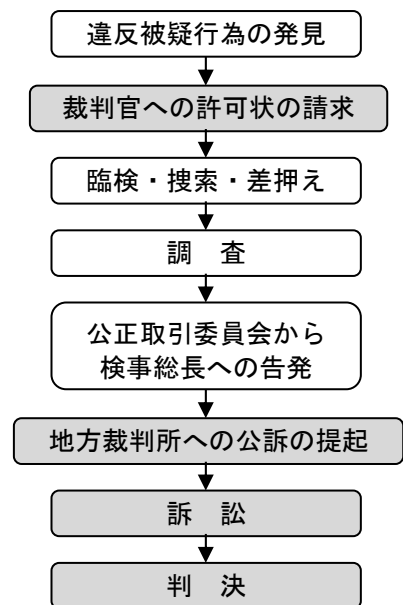 違反被疑行為の発見
裁判官への許可状の請求
臨検・捜索・差押え
調　査
公正取引委員会から
検事総長への告発
地方裁判所への公訴の提起
訴　訟
判　決